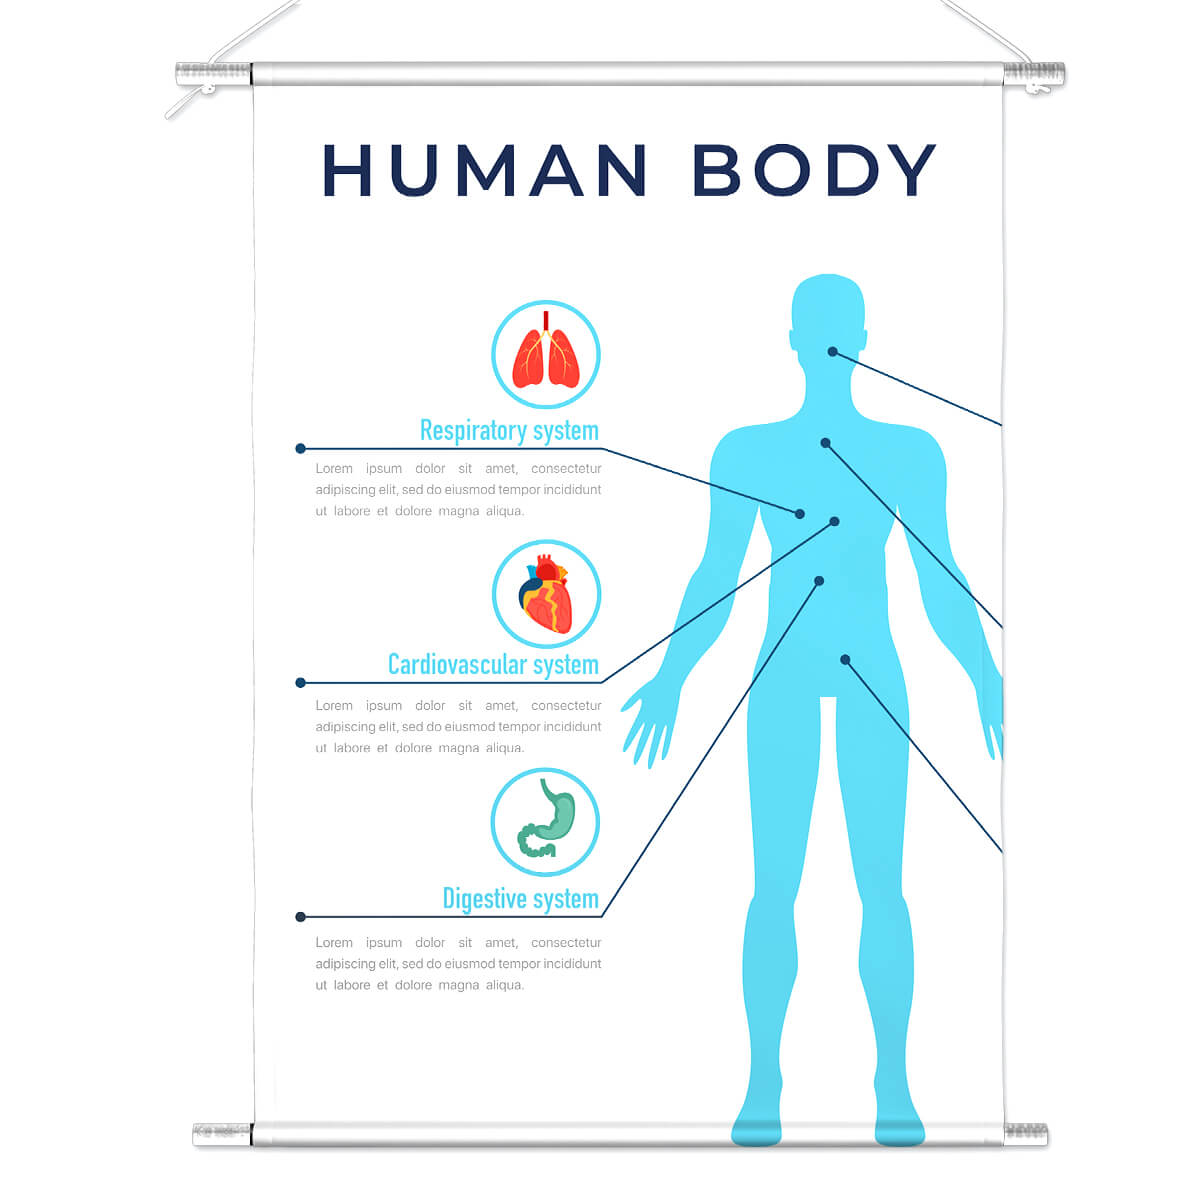 HUMAN BODY
Respiratory system
Lorem ipsum dolor sit amet, consectetur
adipiscing elit, sed do eiusmod tempor incididunt
ut labore et dolore magna aliqua.
Cardiovascular system
Lorem ipsum dolor sit amet, consectetur
adipiscing elit, sed do eiusmod tempor incididunt
ut labore et dolore magna aliqua.
Digestive system
Lorem ipsum dolor sit amet, consectetur
adipiscing elit, sed do eiusmod tempor incididunt
ut labore et dolore magna aliqua.